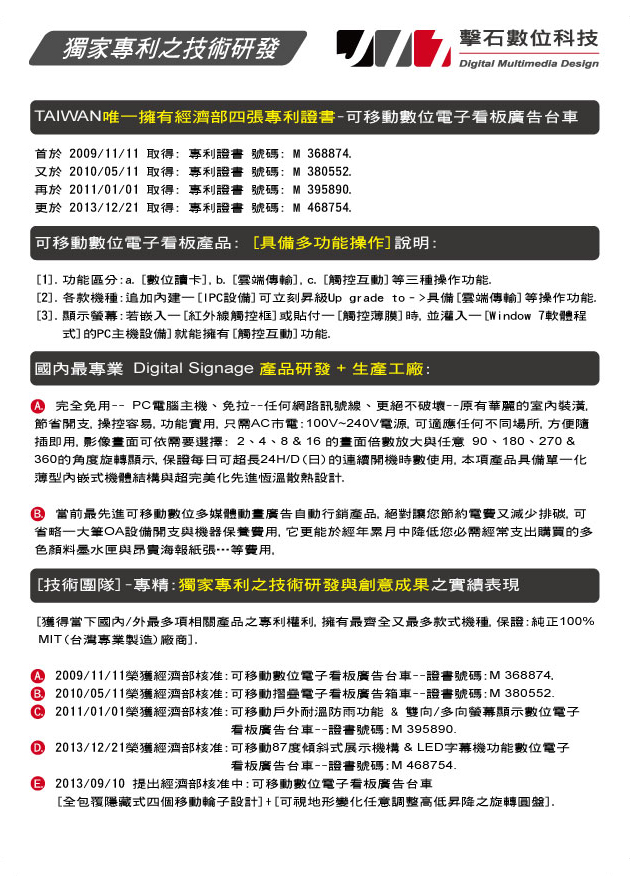 獨家專利之技術研發
擊石數位科技
Digital Multimedia Design
TAIWAN唯一擁有經濟部四張專利證書-可移動數位電子看板廣告台車
首於 2009/11/11 取得: 專利證書 號碼: M 368874.
又於 2010/05/11 取得: 專利證書 號碼: M 380552.
再於 2011/01/01 取得: 專利證書 號碼: M 395890.
更於 2013/12/21 取得: 專利證書 號碼: M 468754.
可移動數位電子看板產品: [具備多功能操作]說明:
[1]. 功能區分:a. [數位讀卡], b. [雲端傳輸], c. [觸控互動]等三種操作功能.
[2]. 各款機種:追加內建一[IPC設備]可立刻昇級Up grade to->具備[雲端傳輸]等操作功能.
[3]. 顯示螢幕:若嵌入一[紅外線觸控框]或貼付一[觸控薄膜]時, 並灌入一[Window 7軟體程
式]的PC主機設備]就能擁有[觸控互動]功能.
國內最專業 Digital Signage 產品研發 + 生產工廠:
A. 完全免用-- PC電腦主機、免拉--任何網路訊號線、更絕不破壞--原有華麗的室內裝潢,
節省開支, 操控容易, 功能實用, 只需AC市電:100V~240V電源, 可適應任何不同場所, 方便隨
插即用, 影像畫面可依需要選擇: 2、4、8 & 16 的畫面倍數放大與任意 90、180、270 &
360的角度旋轉顯示, 保證每日可超長24H/D(日)的連續開機時數使用, 本項產品具備單一化
薄型內嵌式機體結構與超完美化先進恆溫散熱設計.
B. 當前最先進可移動數位多媒體動畫廣告自動行銷產品, 絕對讓您節約電費又減少排碳, 可
省略一大筆OA設備開支與機器保養費用, 它更能於經年累月中降低您必需經常支出購買的多
色顏料墨水匣與昂貴海報紙張…等費用,
[技術團隊]-專精:獨家專利之技術研發與創意成果之實績表現
[獲得當下國內/外最多項相關產品之專利權利, 擁有最齊全又最多款式機種, 保證:純正100%
MIT(台灣專業製造)廠商].
A. 2009/11/11榮獲經濟部核准:可移動數位電子看板廣告台車--證書號碼:M 368874,
B. 2010/05/11榮獲經濟部核准:可移動摺疊電子看板廣告箱車--證書號碼:M 380552.
C. 2011/01/01榮獲經濟部核准:可移動戶外耐溫防雨功能 & 雙向/多向螢幕顯示數位電子
看板廣告台車--證書號碼:M 395890.
D. 2013/12/21榮獲經濟部核准:可移動87度傾斜式展示機構 & LED字幕機功能數位電子
看板廣告台車--證書號碼:M 468754.
E. 2013/09/10 提出經濟部核准中:可移動數位電子看板廣告台車
[全包覆隱藏式四個移動輪子設計]+[可視地形變化任意調整高低昇降之旋轉圓盤].